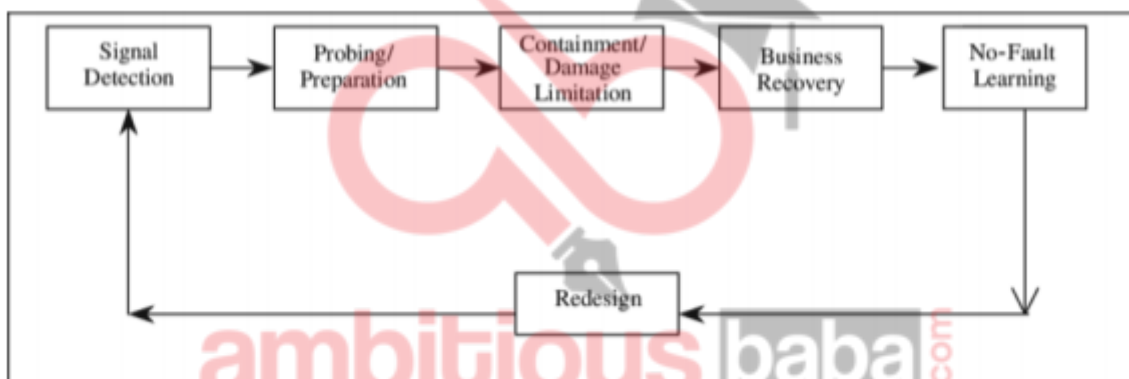 Signal
Detection
Probing/
Preparation
Containment/
Damage
Limitation
Business
Recovery
No-Fault
Learning
Redesign
ambitious baba .com